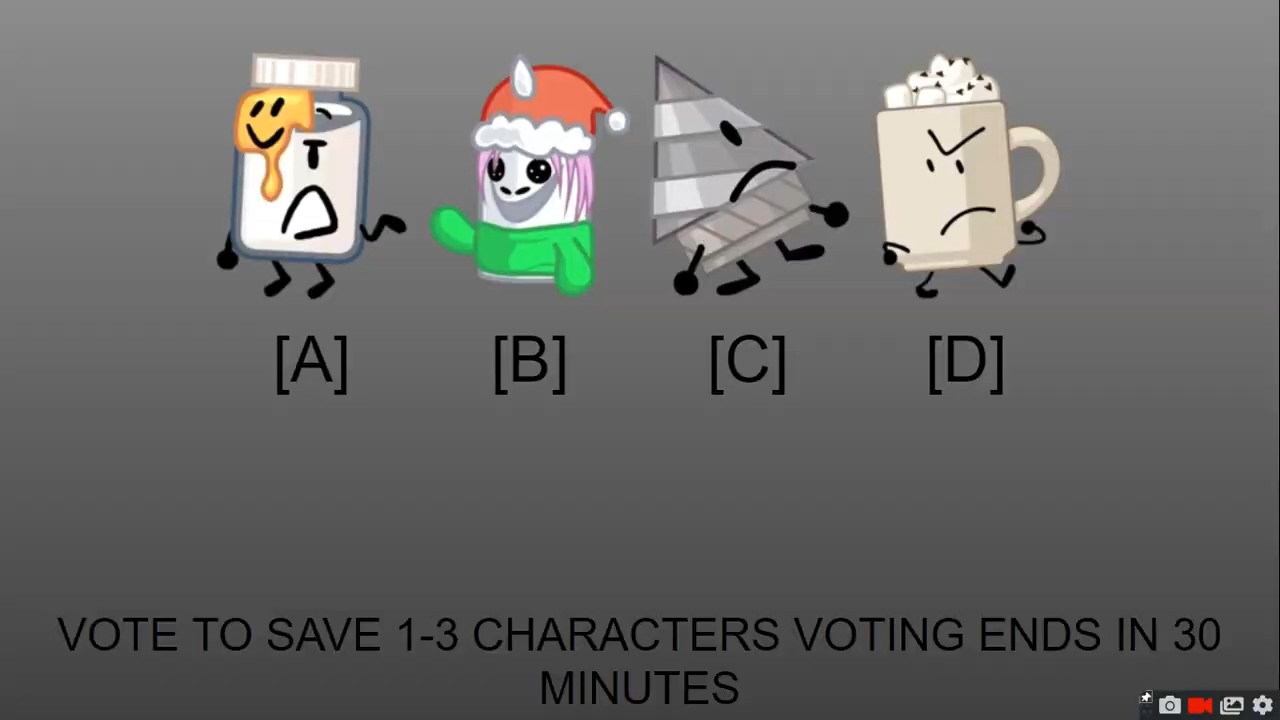 [A] [B] [C] [D]
VOTE TO SAVE 1-3 CHARACTERS VOTING ENDS IN 30
MINUTES